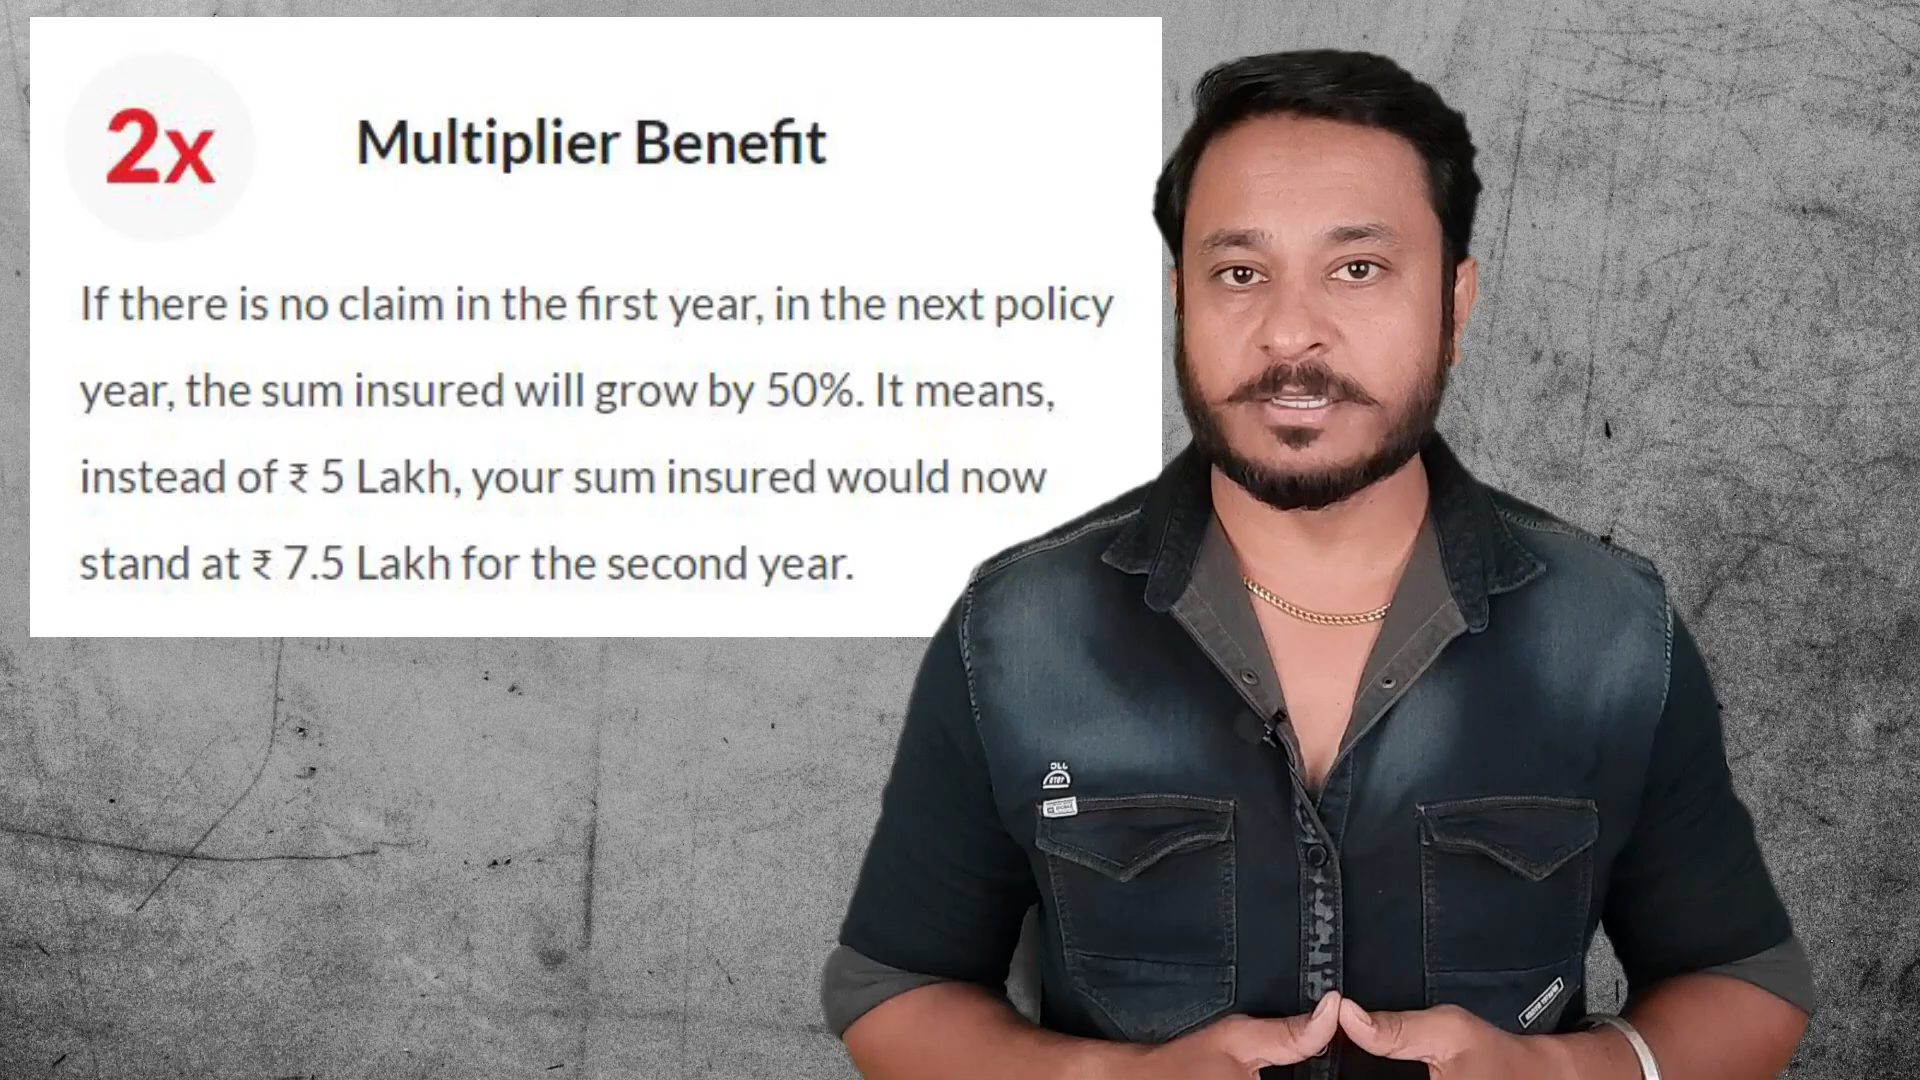 2x
Multiplier Benefit
If there is no claim in the first year, in the next policy
year, the sum insured will grow by 50%. It means,
instead of ₹ 5 Lakh, your sum insured would now
stand at ₹ 7.5 Lakh for the second year.